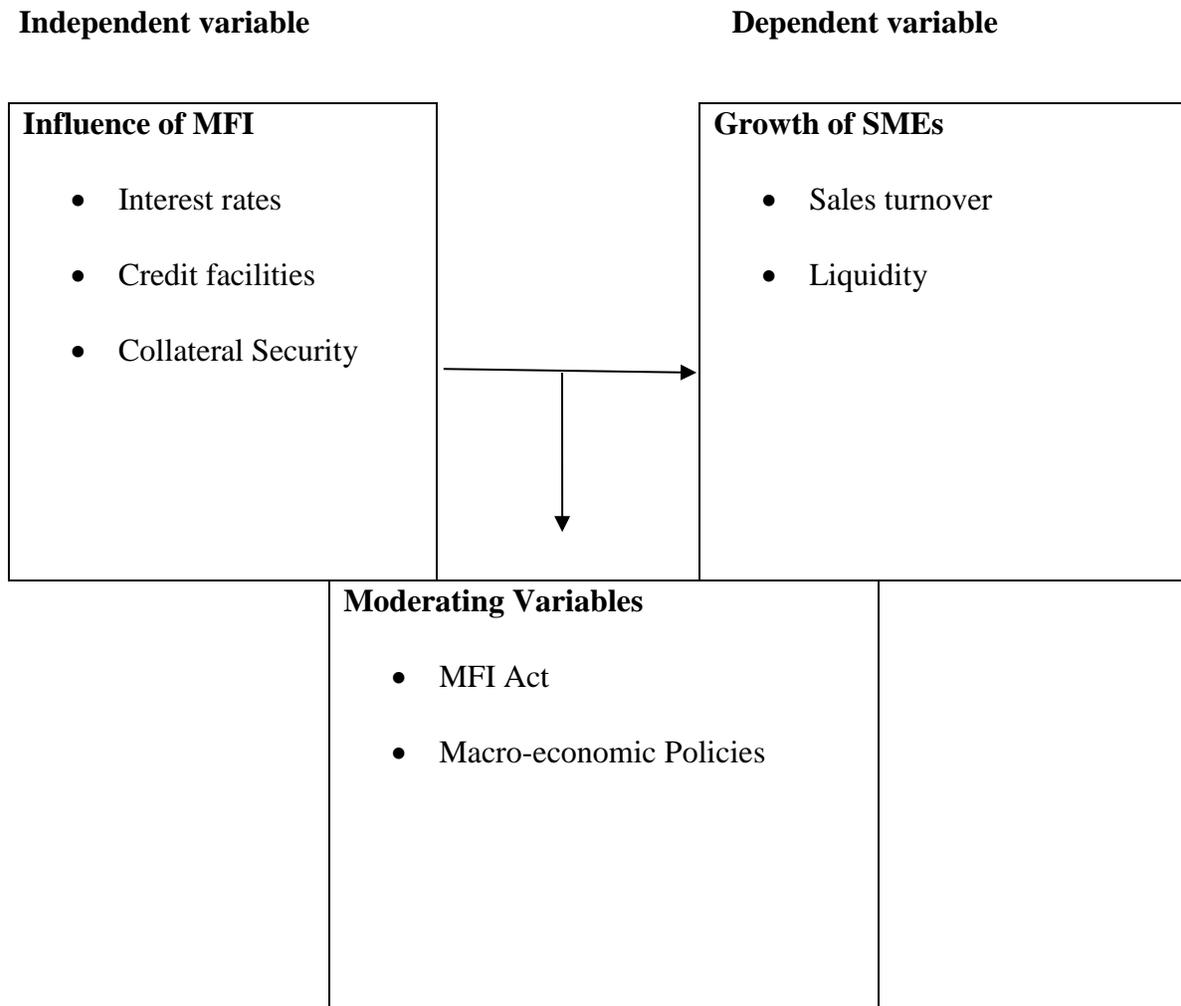 Independent variable
Dependent variable
Influence of MFI
• Interest rates
• Credit facilities
• Collateral Security
Growth of SMEs
• Sales turnover
• Liquidity
Moderating Variables
• MFI Act
• Macro-economic Policies